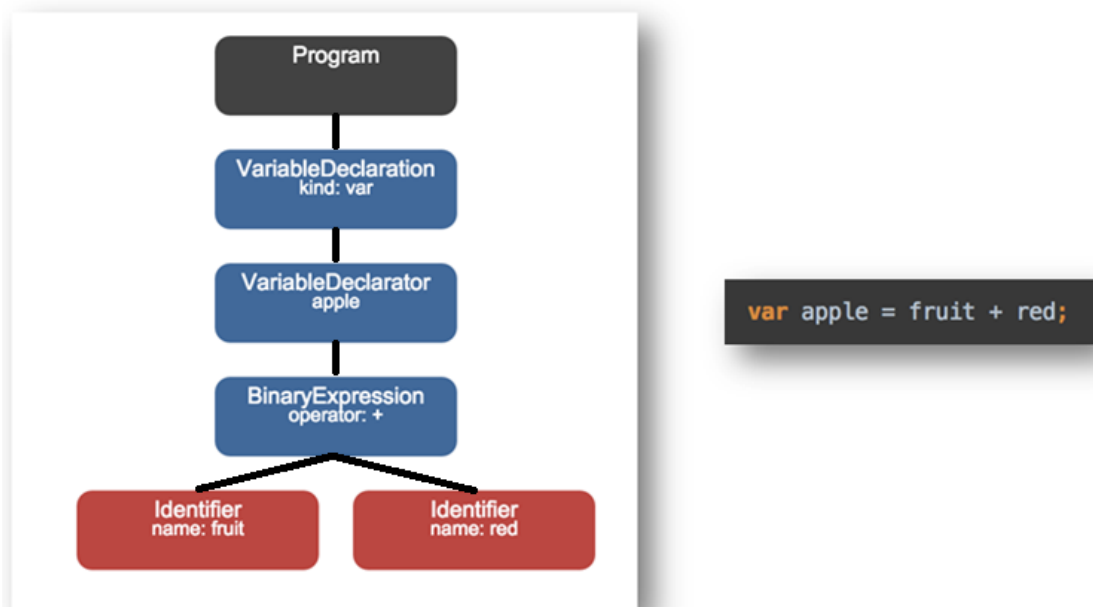 Program
VariableDeclaration
kind: var
VariableDeclarator
apple
BinaryExpression
operator: +
Identifier
name: fruit
Identifier
name: red
var apple = fruit + red;